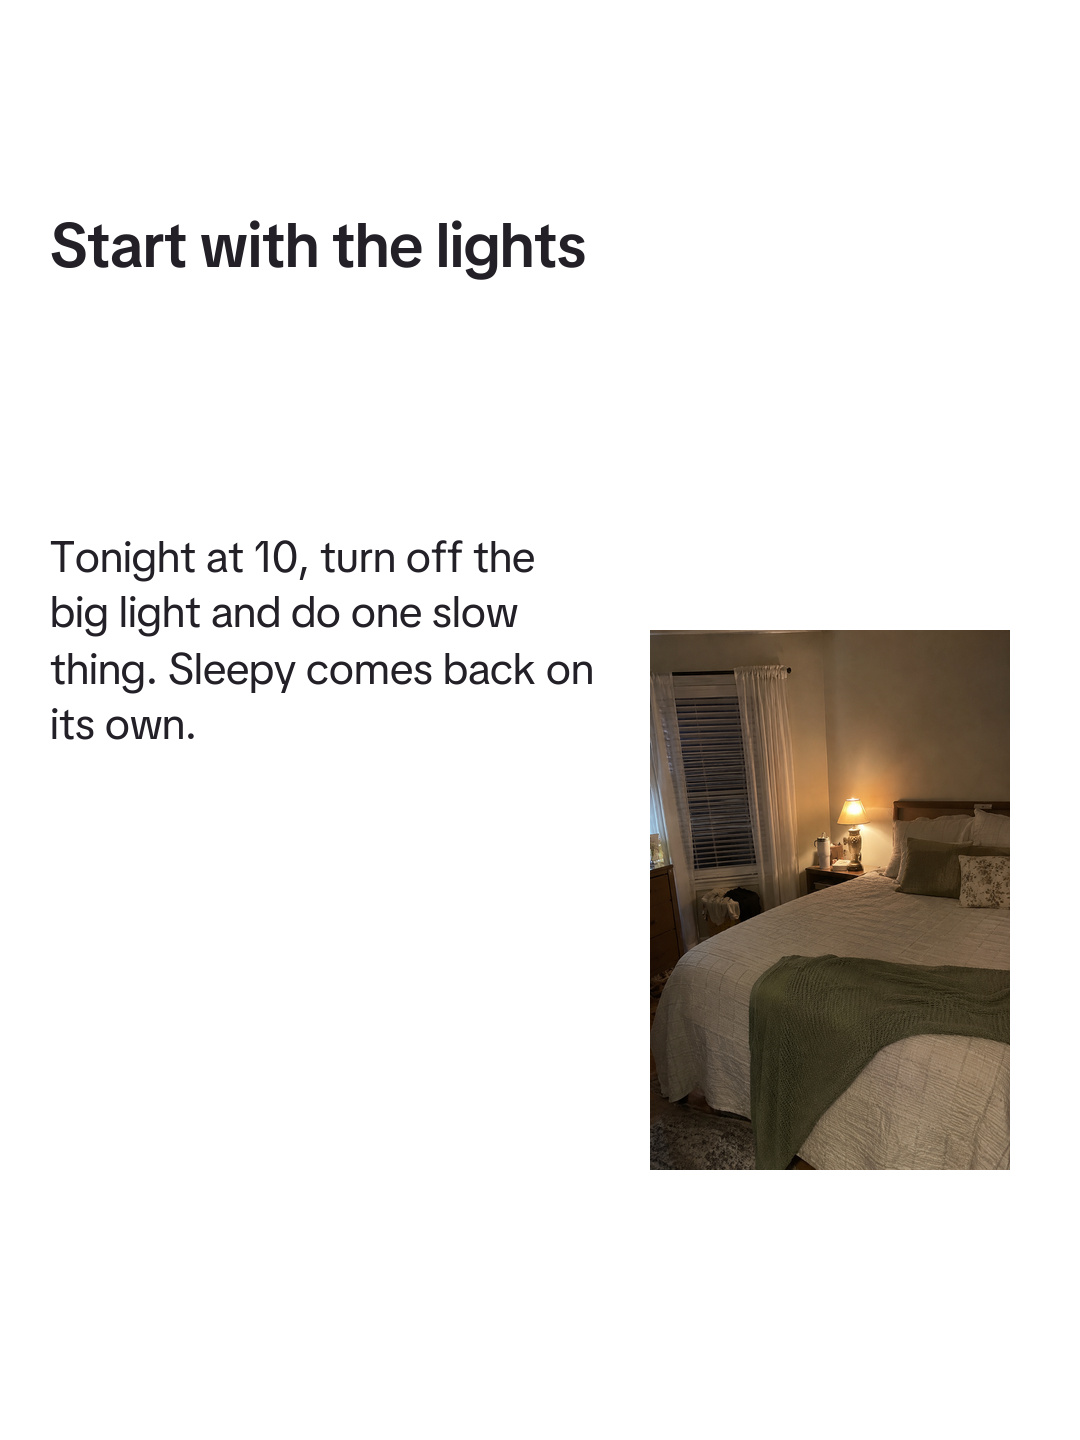 Start with the lights
Tonight at 10, turn off the
big light and do one slow
thing. Sleepy comes back on
its own.